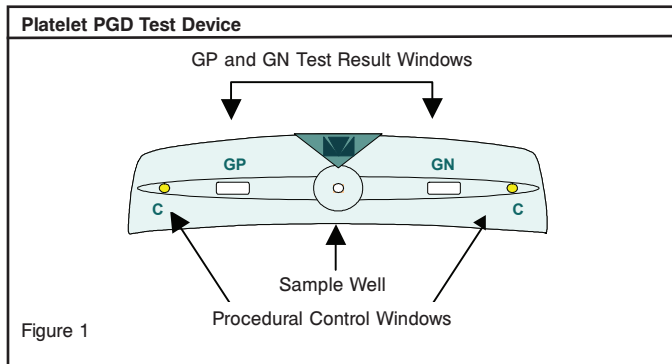 Platelet PGD Test Device
GP and GN Test Result Windows
GP
GN
C
C
Sample Well
Procedural Control Windows
Figure 1